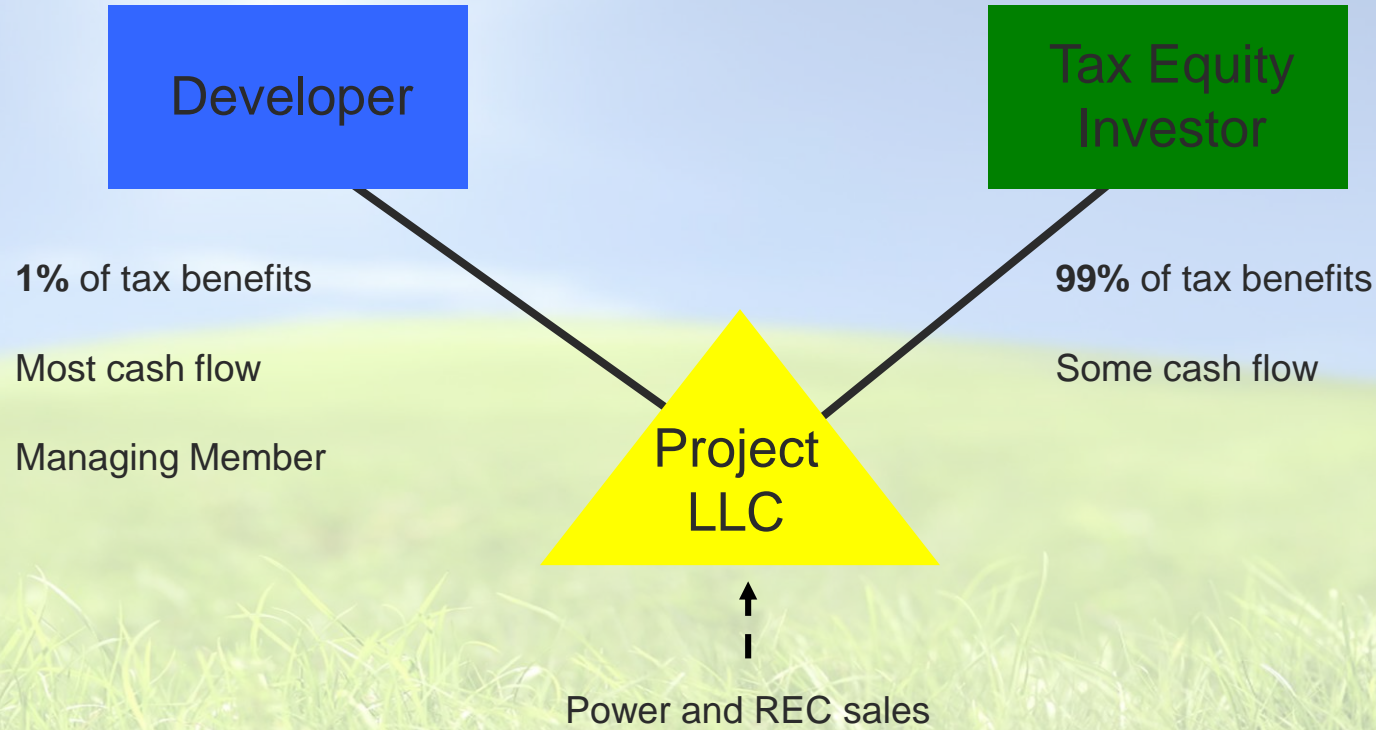 Developer
Tax Equity
Investor
1% of tax benefits
Most cash flow
Managing Member
99% of tax benefits
Some cash flow
Project
LLC
Power and REC sales